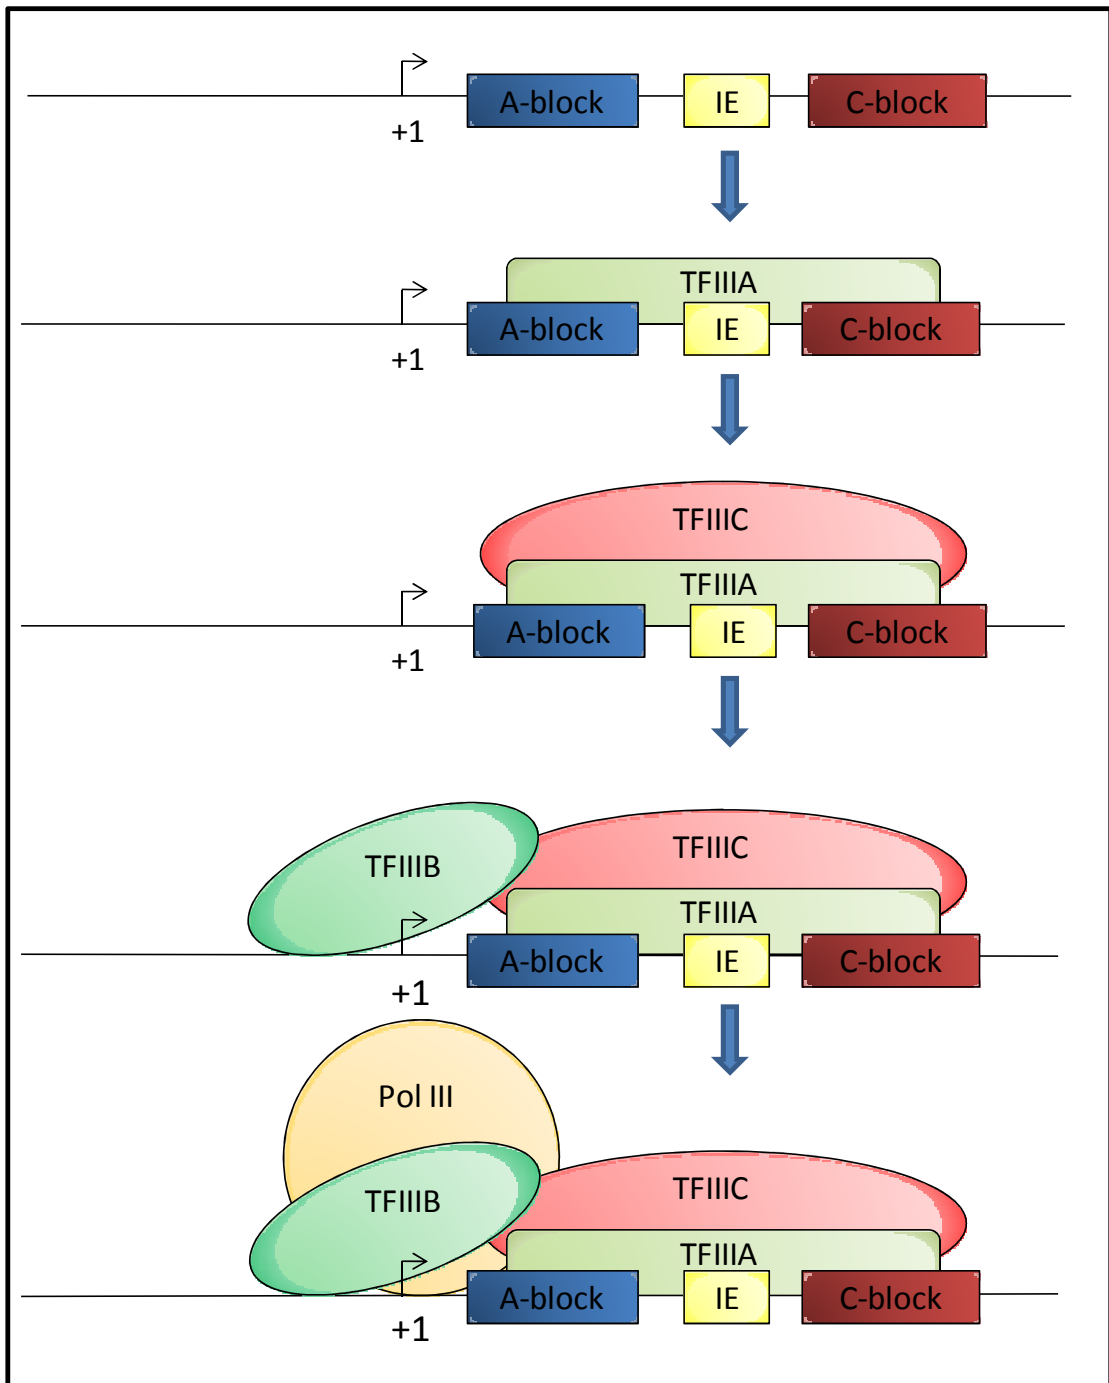 A-block IE C-block
+1
TFIIIA
A-block IE C-block
+1
TFIIIC
TFIIIA
A-block IE C-block
+1
TFIIIC
TFIIIB
TFIIIA
A-block IE C-block
+1
Pol III
TFIIIC
TFIIIB
TFIIIA
A-block IE C-block
+1